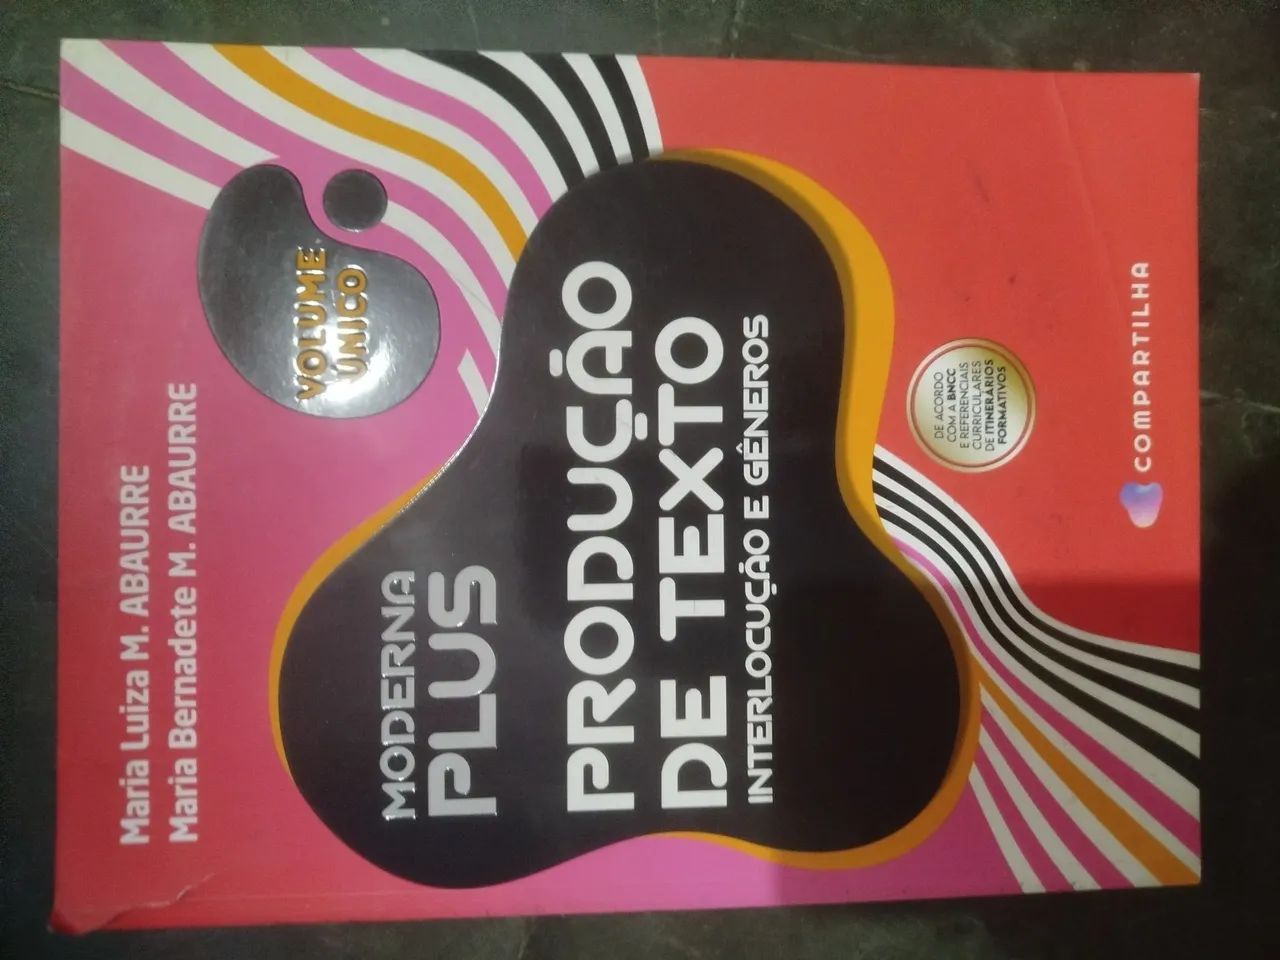 Maria Luiza M. ABAURRE
Maria Bernadete M. ABAURRE
VOLUME
ÚNICO
MODERNA
PLUS
PRODUÇÃO
DE TEXTO
INTERLOCUÇÃO E GÊNEROS
DE ACORDO
COM A BNCC
E REFERENCIAIS
CURRICULARES
DE ITINERÁRIOS
FORMATIVOS
COMPARTILHA